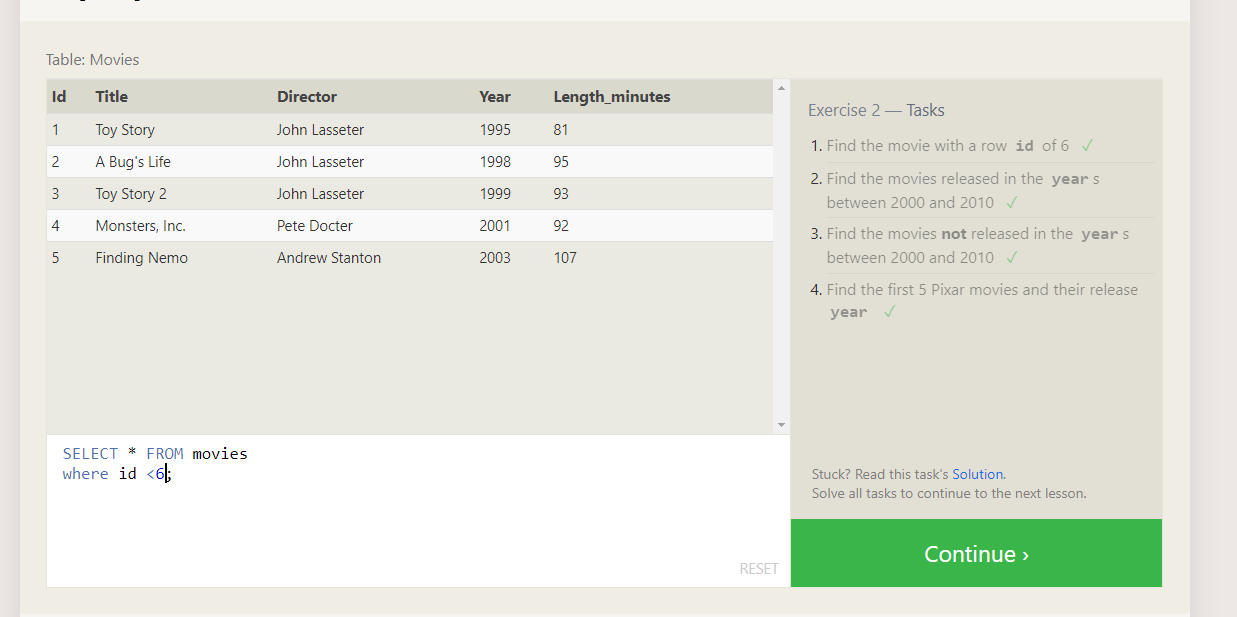 Table: Movies
Id Title Director Year Length_minutes
1 Toy Story John Lasseter 1995 81
2 A Bug's Life John Lasseter 1998 95
3 Toy Story 2 John Lasseter 1999 93
4 Monsters, Inc. Pete Docter 2001 92
5 Finding Nemo Andrew Stanton 2003 107
SELECT * FROM movies
where id <6;
RESET
Exercise 2 — Tasks
1. Find the movie with a row id of 6 ✓
2. Find the movies released in the year s
between 2000 and 2010 ✓
3. Find the movies not released in the year s
between 2000 and 2010 ✓
4. Find the first 5 Pixar movies and their release
year ✓
Stuck? Read this task's Solution.
Solve all tasks to continue to the next lesson.
Continue ›